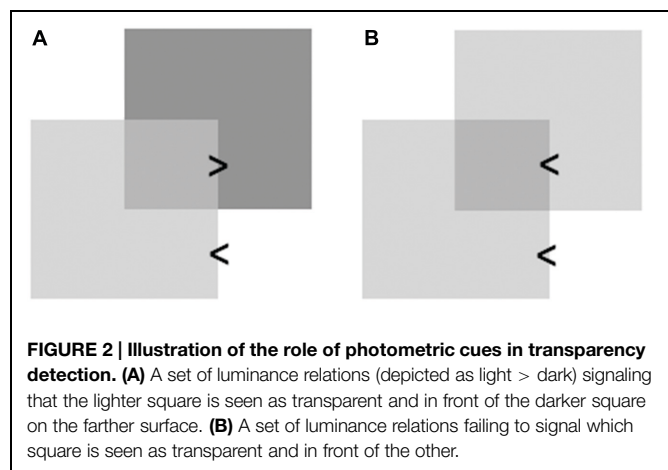 A
B
>
<
<
<
FIGURE 2 | Illustration of the role of photometric cues in transparency
detection. (A) A set of luminance relations (depicted as light > dark) signaling
that the lighter square is seen as transparent and in front of the darker square
on the farther surface. (B) A set of luminance relations failing to signal which
square is seen as transparent and in front of the other.